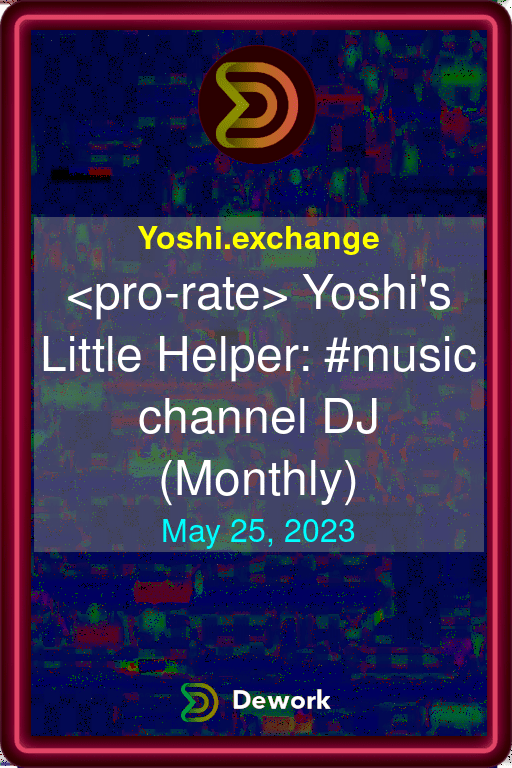 Yoshi.exchange
<pro-rate> Yoshi's
Little Helper: #music
channel DJ
(Monthly)
May 25, 2023
Dework